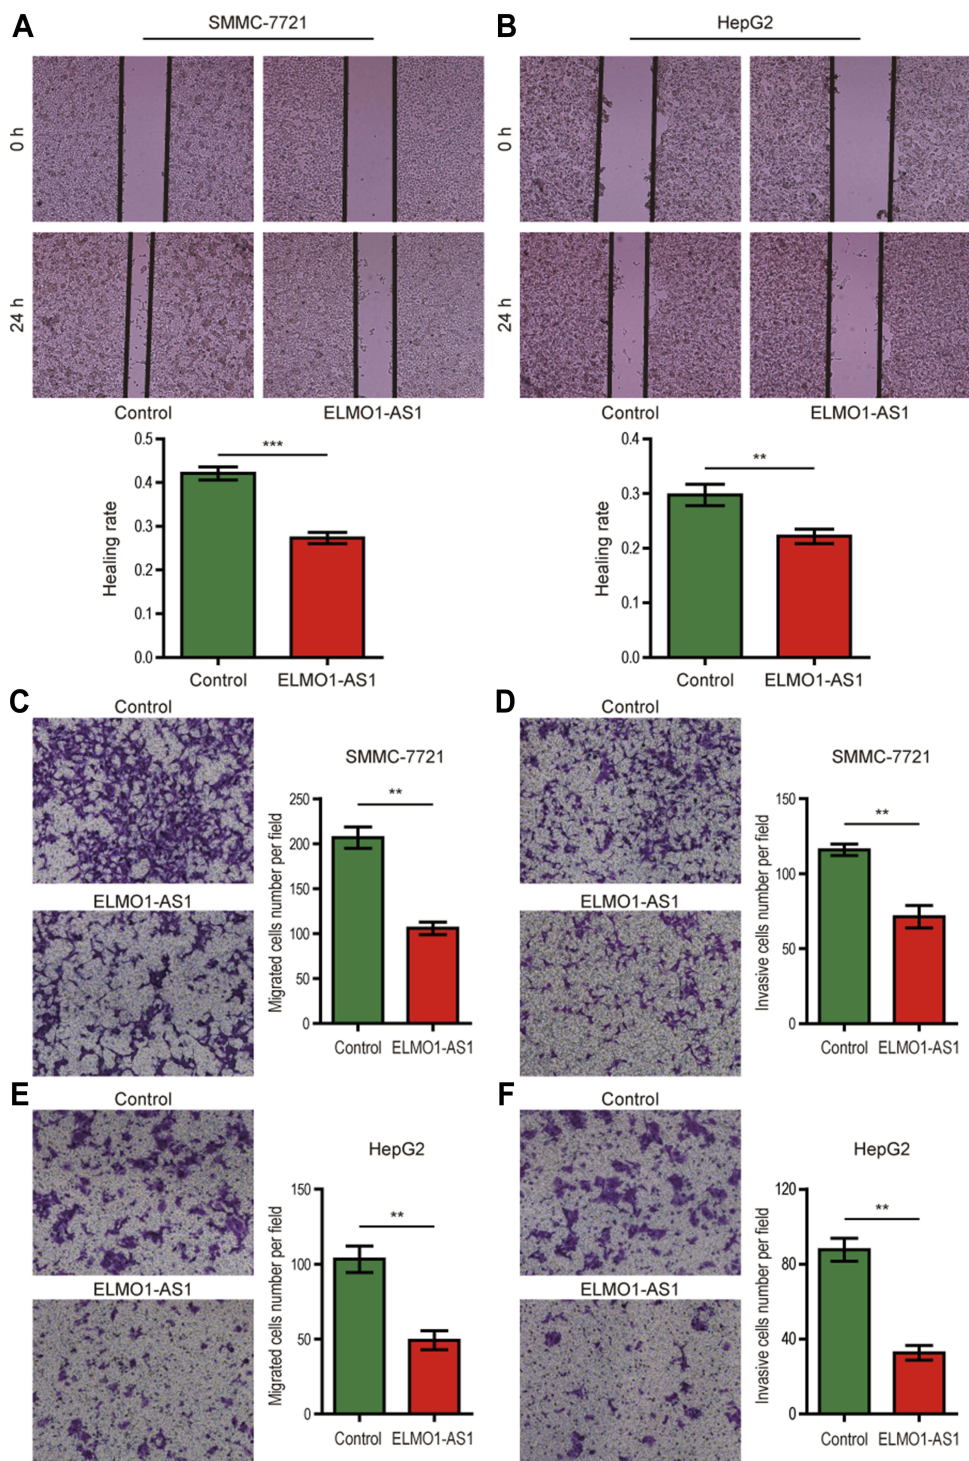 A
SMMC-7721
0 h
24 h
Control
ELMO1-AS1
Healing rate
0.5
0.4
0.3
0.2
0.1
0.0
***
Control
ELMO1-AS1
B
HepG2
0 h
24 h
Control
ELMO1-AS1
Healing rate
0.4
0.3
0.2
0.1
0.0
**
Control
ELMO1-AS1
C
Control
ELMO1-AS1
SMMC-7721
Migrated cells number per field
250
200
150
100
50
0
**
Control
ELMO1-AS1
D
Control
ELMO1-AS1
SMMC-7721
Invasive cells number per field
150
100
50
0
**
Control
ELMO1-AS1
E
Control
ELMO1-AS1
HepG2
Migrated cells number per field
150
100
50
0
**
Control
ELMO1-AS1
F
Control
ELMO1-AS1
HepG2
Invasive cells number per field
120
80
40
0
**
Control
ELMO1-AS1